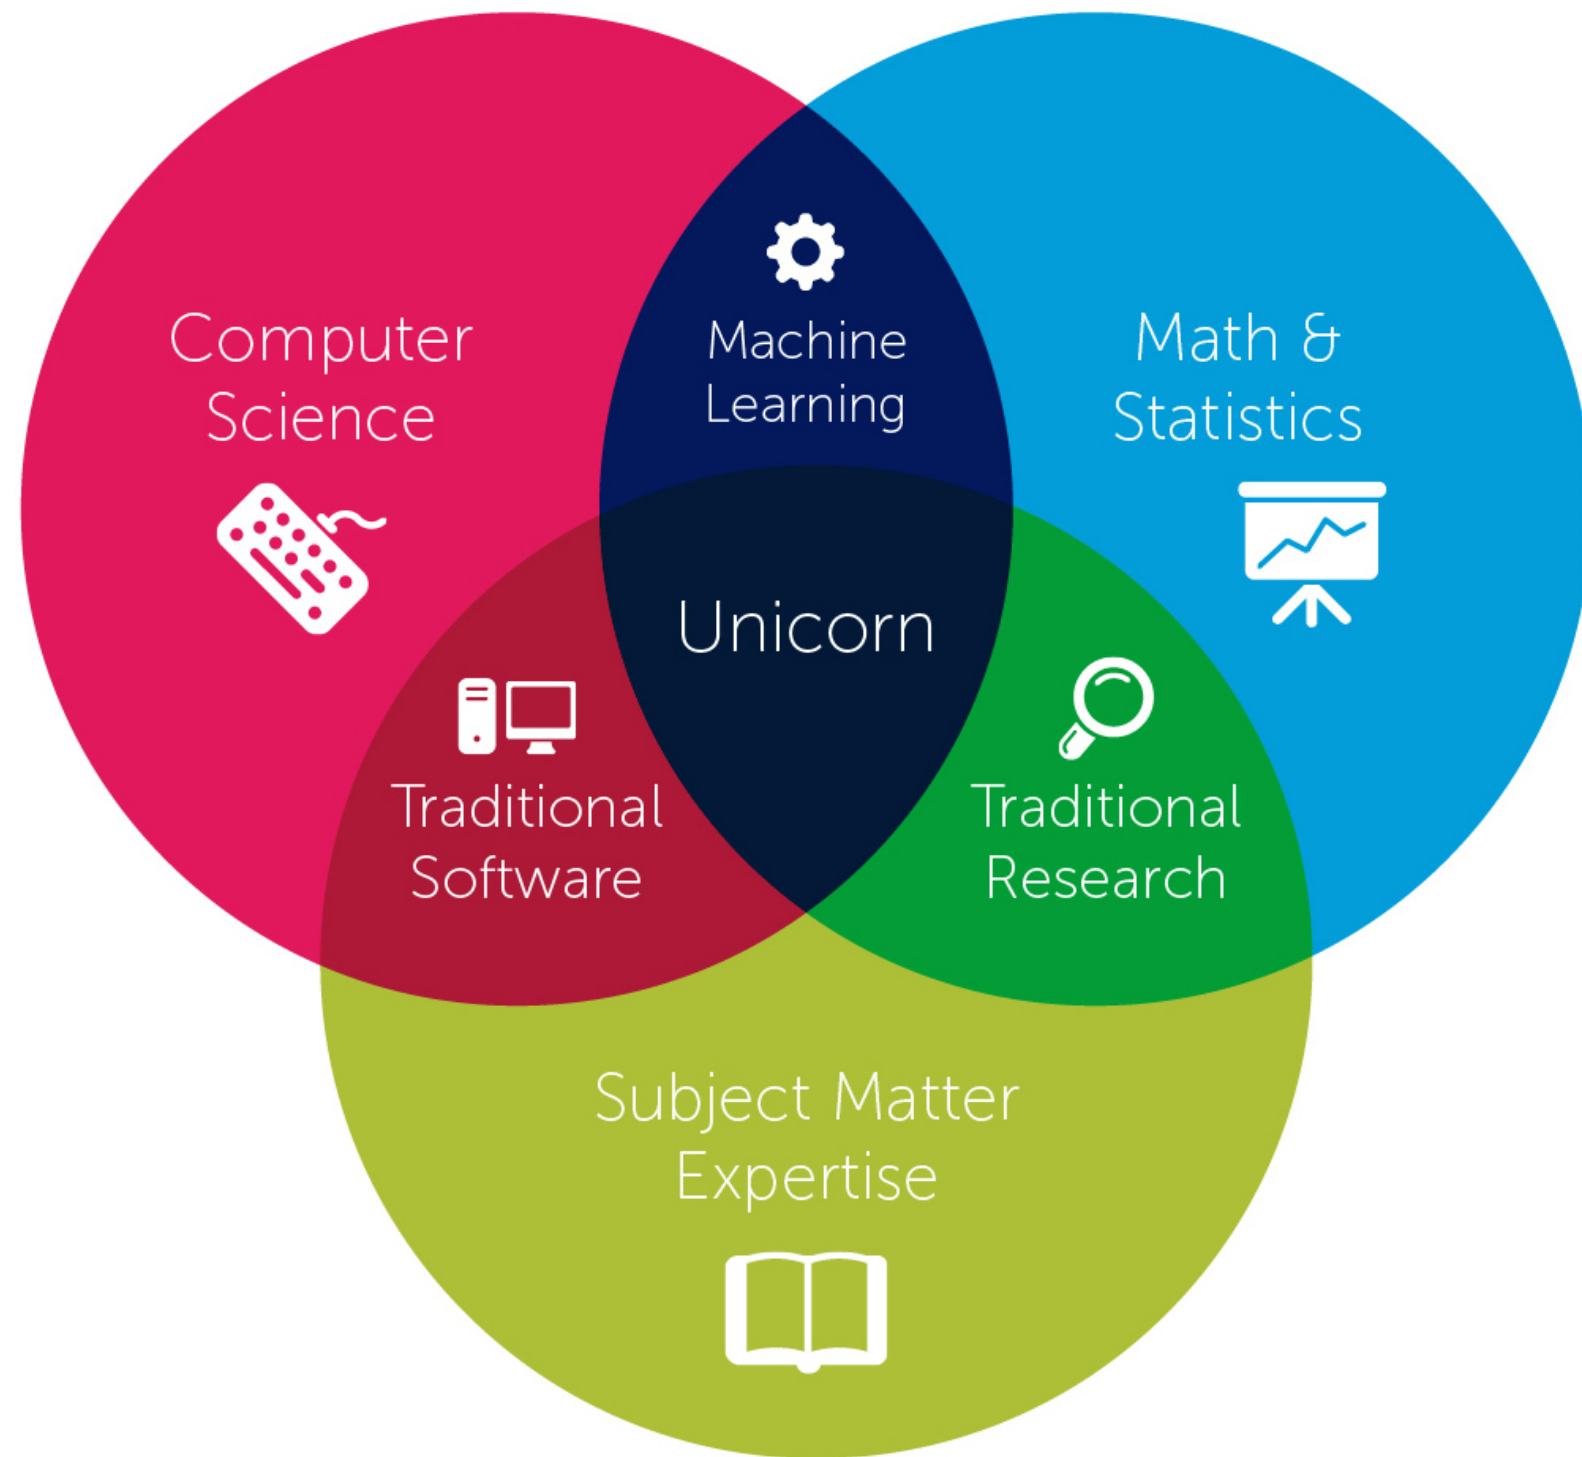 Computer
Science
Machine
Learning
Math &
Statistics
Unicorn
Traditional
Software
Traditional
Research
Subject Matter
Expertise